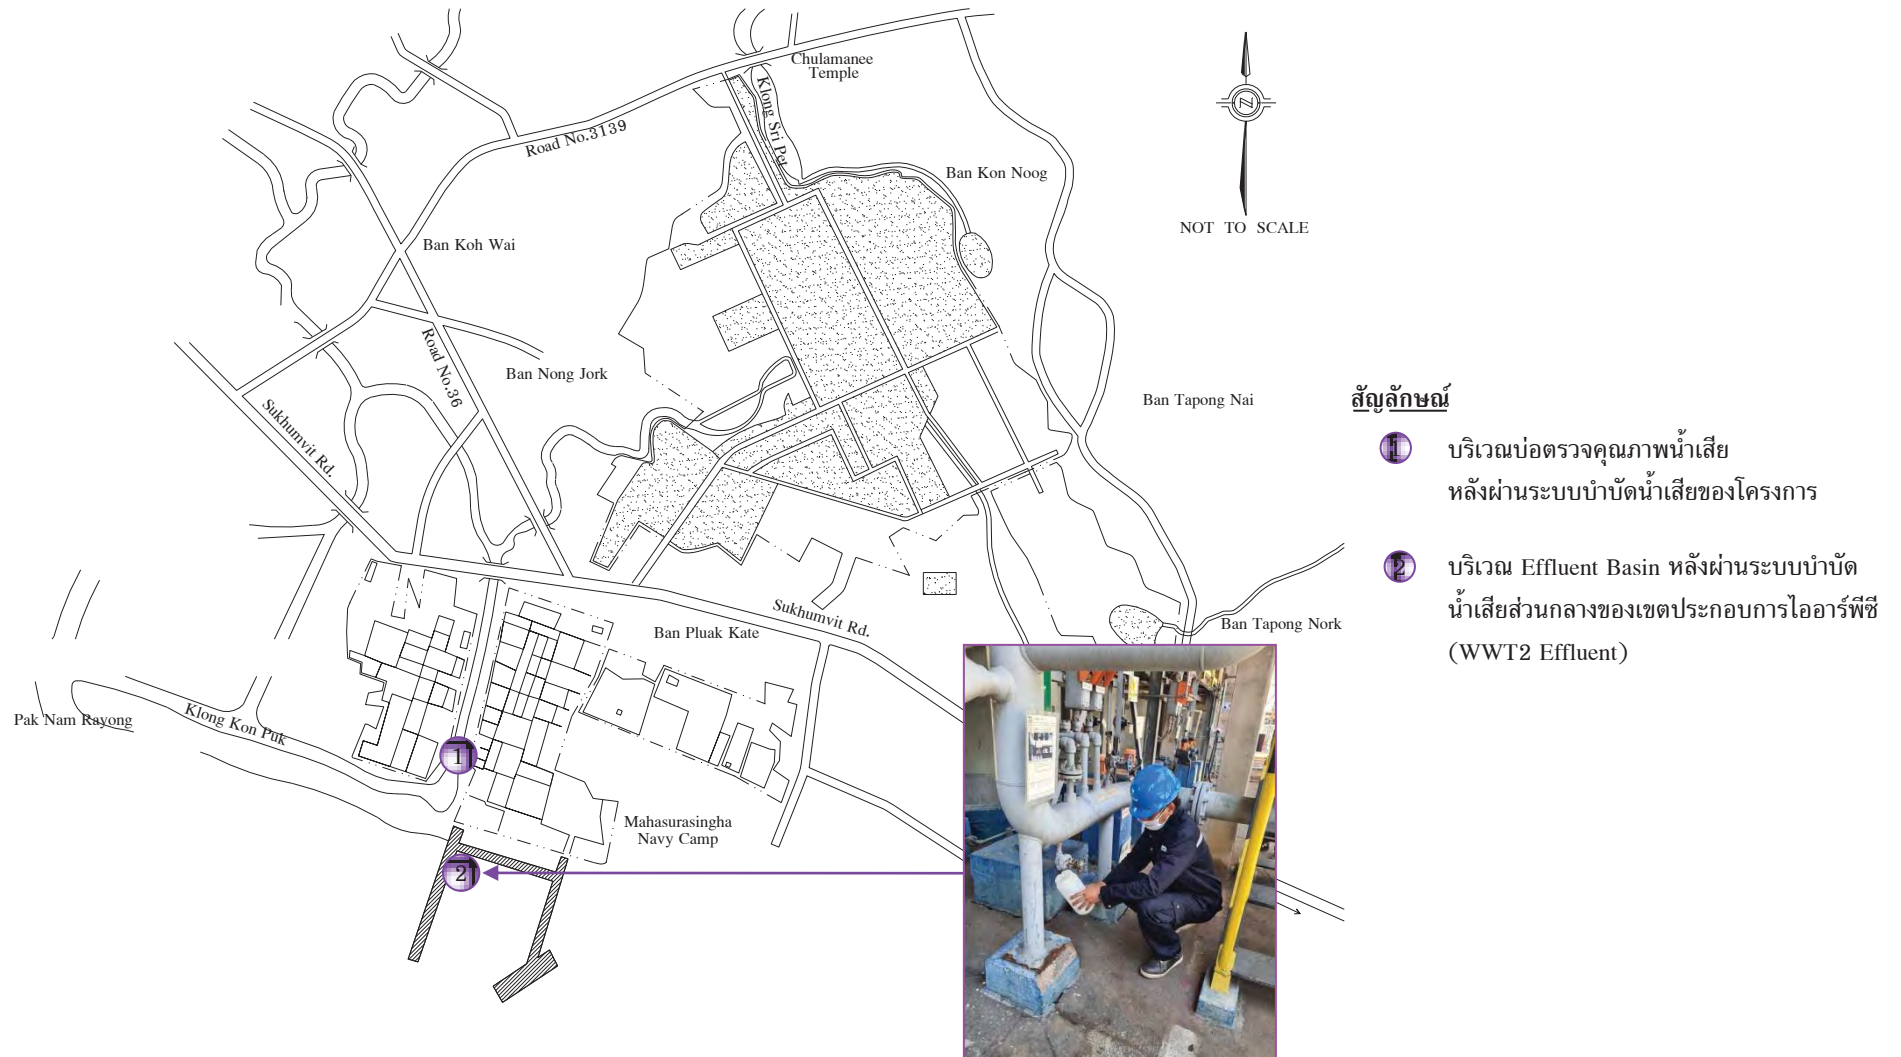 Chulamanee
Temple
Klong Sri Pet
Road No.3139
Ban Kon Noog
N
NOT TO SCALE
Ban Koh Wai
Road No.36
Ban Nong Jork
Ban Tapong Nai
Sukhumvit Rd.
Sukhumvit Rd.
Ban Pluak Kate
Ban Tapong Nork
Pak Nam Rayong
Klong Kon Puk
1
Mahasurasingha
Navy Camp
2
สัญลักษณ์
1 บริเวณบ่อตรวจคุณภาพน้ำเสีย
หลังผ่านระบบบำบัดน้ำเสียของโครงการ
2 บริเวณ Effluent Basin หลังผ่านระบบบำบัด
น้ำเสียส่วนกลางของเขตประกอบการไออาร์พีซี
(WWT2 Effluent)